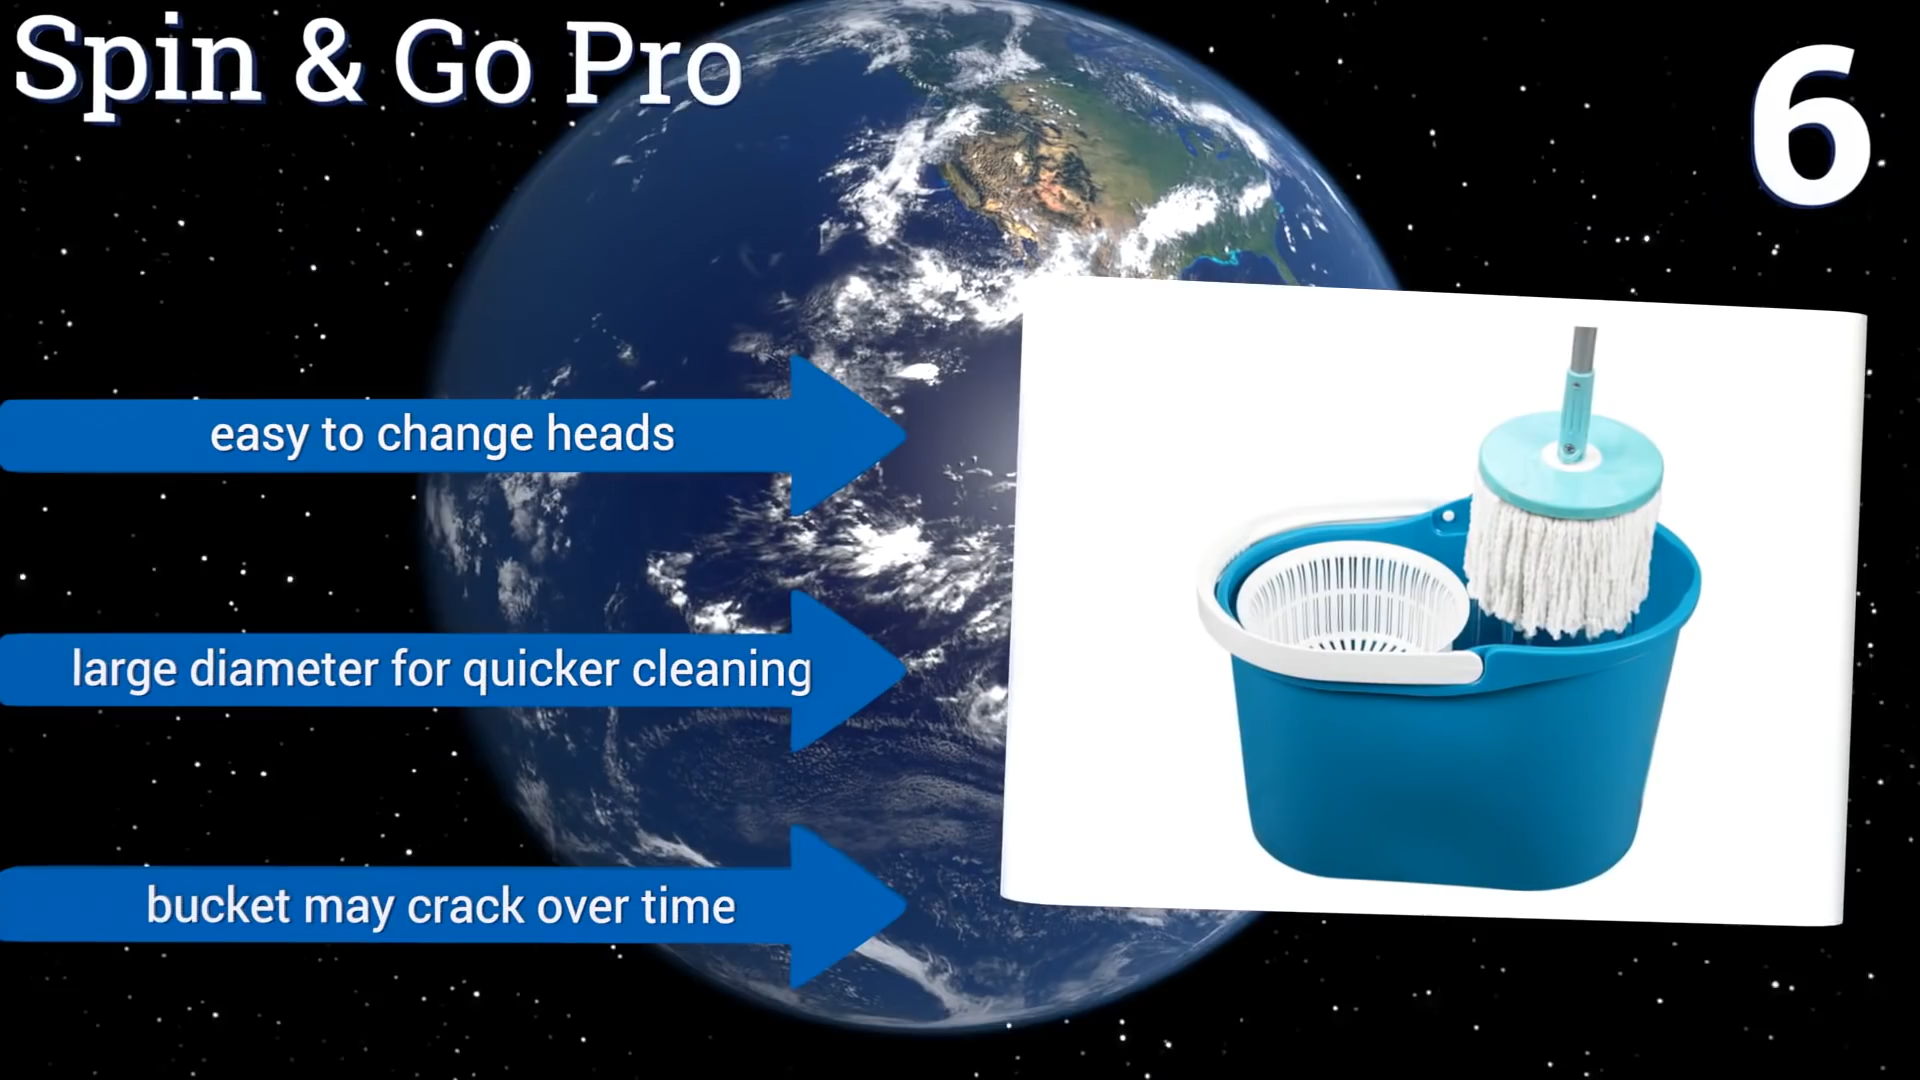 Spin & Go Pro
6
easy to change heads
large diameter for quicker cleaning
bucket may crack over time